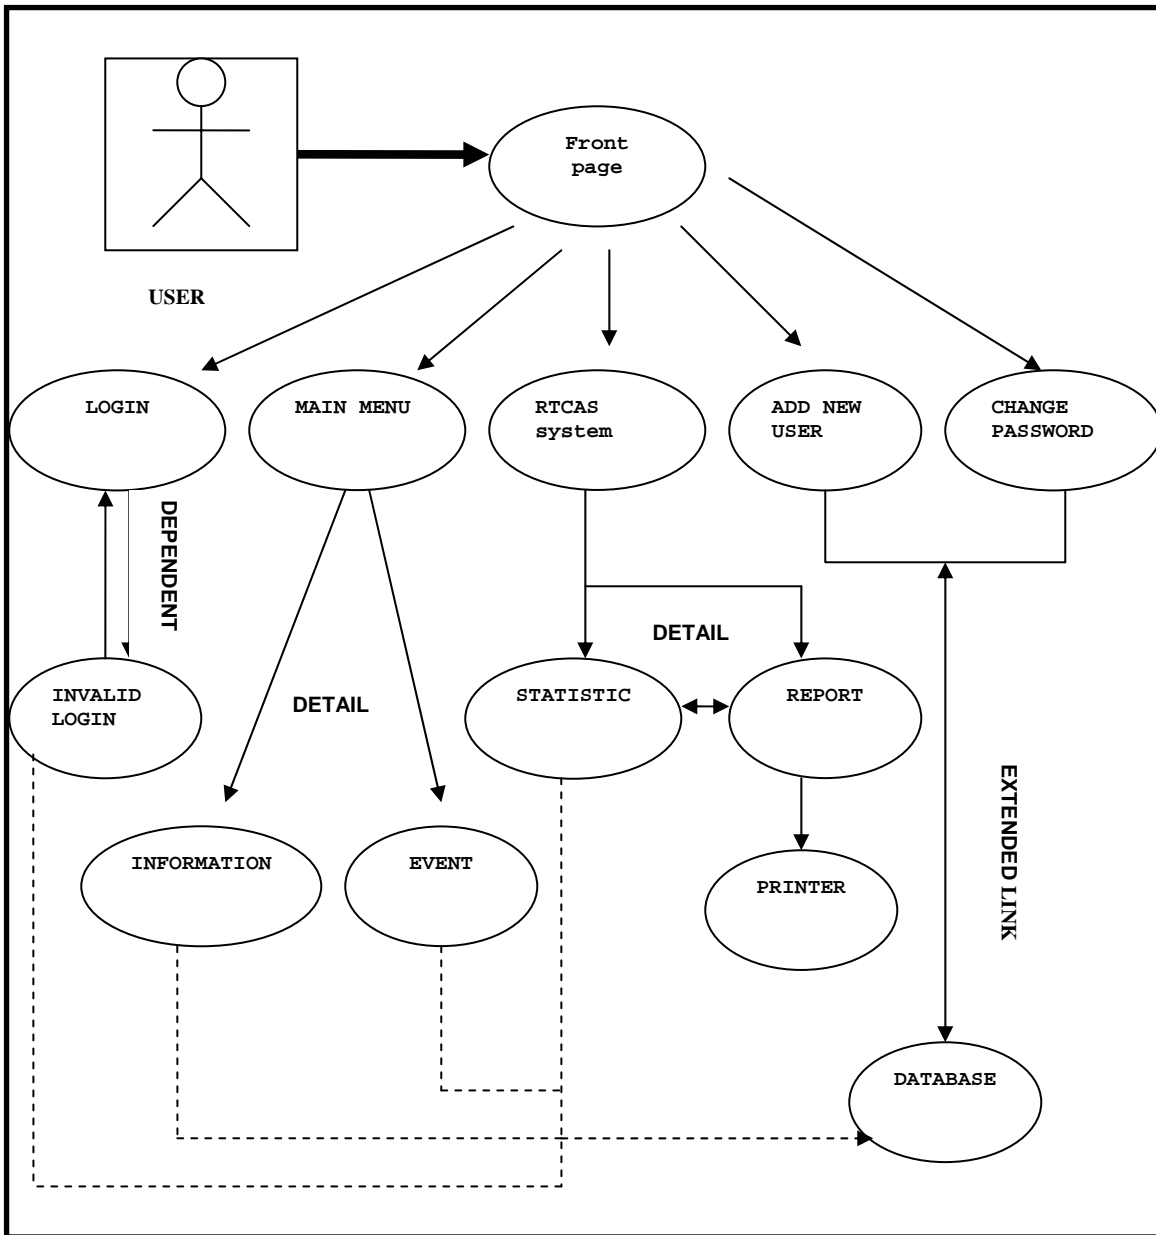 Front
page
USER
LOGIN
MAIN MENU
RTCAS
system
ADD NEW
USER
CHANGE
PASSWORD
DEPENDENT
DETAIL
INVALID
LOGIN
DETAIL
STATISTIC
REPORT
EXTENDED LINK
INFORMATION
EVENT
PRINTER
DATABASE